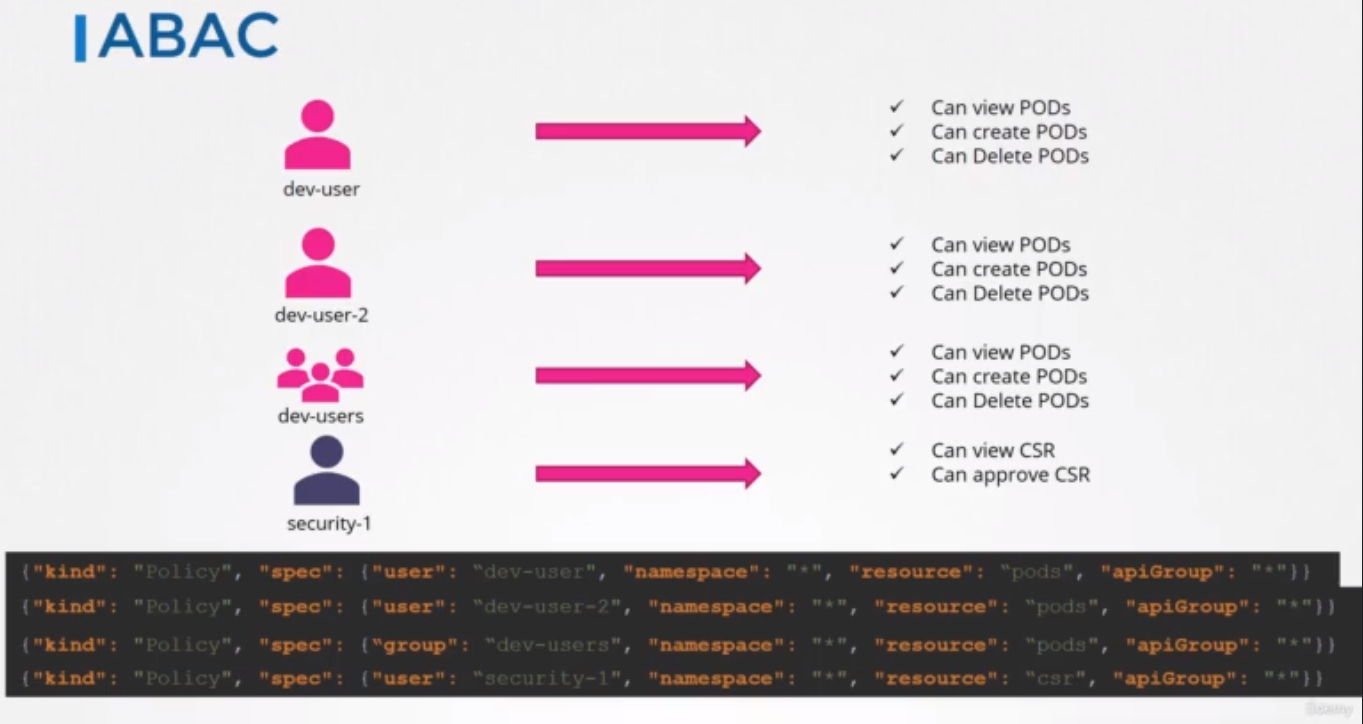 ABAC
dev-user
✓ Can view PODs
✓ Can create PODs
✓ Can Delete PODs
dev-user-2
✓ Can view PODs
✓ Can create PODs
✓ Can Delete PODs
dev-users
✓ Can view PODs
✓ Can create PODs
✓ Can Delete PODs
security-1
✓ Can view CSR
✓ Can approve CSR
{"kind": "Policy", "spec": {"user": “dev-user", "namespace": "*", "resource": “pods", "apiGroup": "*"}}
{"kind": "Policy", "spec": {"user": “dev-user-2", "namespace": "*", "resource": “pods", "apiGroup": "*"}}
{"kind": "Policy", "spec": {“group": “dev-users", "namespace": "*", "resource": “pods", "apiGroup": "*"}}
{"kind": "Policy", "spec": {"user": “security-1", "namespace": "*", "resource": “csr", "apiGroup": "*"}}
Udemy